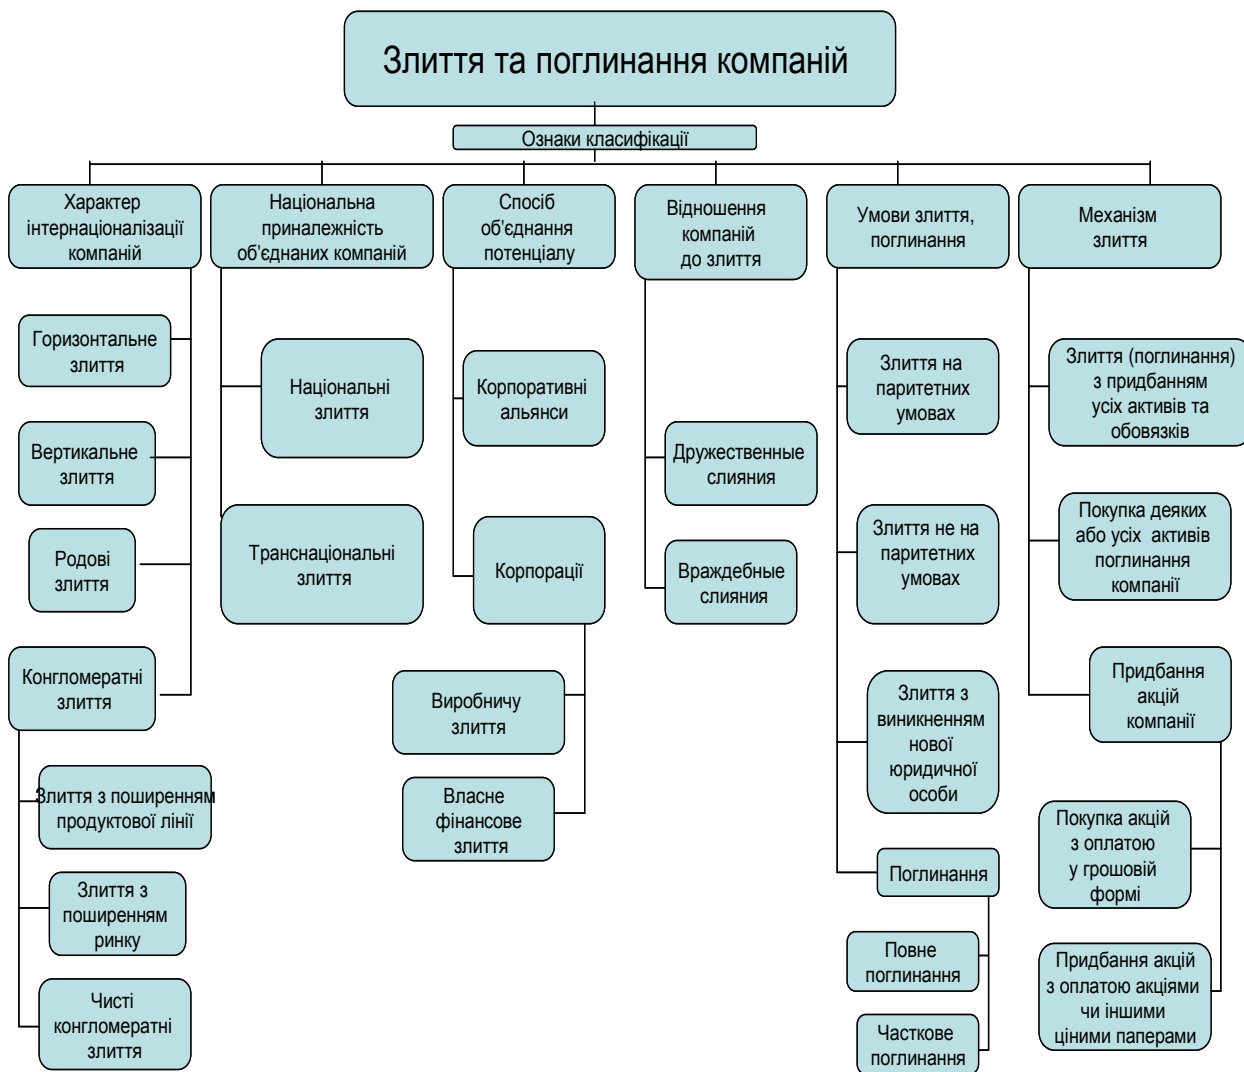 Злиття та поглинання компаній
Ознаки класифікації
Характер
інтернаціоналізації
компаній
Горизонтальне
злиття
Вертикальне
злиття
Родові
злиття
Конгломератні
злиття
Злиття з поширенням
продуктової лінії
Злиття з
поширенням
ринку
Чисті
конгломератні
злиття
Національна
приналежність
об'єднаних компаній
Національні
злиття
Транснаціональні
злиття
Спосіб
об'єднання
потенціалу
Корпоративні
альянси
Корпорації
Виробничу
злиття
Власне
фінансове
злиття
Відношення
компаній
до злиття
Дружественные
слияния
Враждебные
слияния
Умови злиття,
поглинання
Злиття на
паритетних
умовах
Злиття не на
паритетних
умовах
Злиття з
виникненням
нової
юридичної
особи
Поглинання
Повне
поглинання
Часткове
поглинання
Механізм
злиття
Злиття (поглинання)
з придбанням
усіх активів та
обовязків
Покупка деяких
або усіх активів
поглинання
компанії
Придбання
акцій
компанії
Покупка акцій
з оплатою
у грошовій
формі
Придбання акцій
з оплатою акціями
чи іншими
ціними паперами